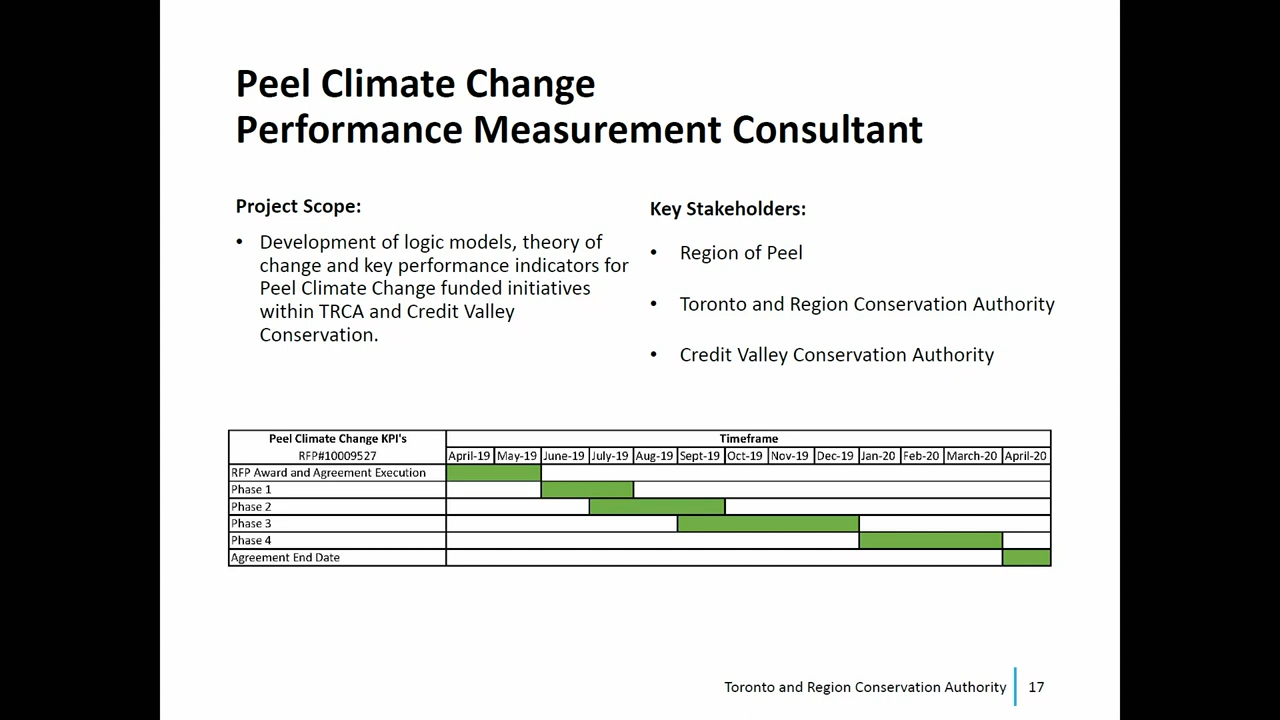 Peel Climate Change
Performance Measurement Consultant
Project Scope:
• Development of logic models, theory of
change and key performance indicators for
Peel Climate Change funded initiatives
within TRCA and Credit Valley
Conservation.
Key Stakeholders:
• Region of Peel
• Toronto and Region Conservation Authority
• Credit Valley Conservation Authority
Peel Climate Change KPI's Timeframe
RFP#10009527 April-19 May-19 June-19 July-19 Aug-19 Sept-19 Oct-19 Nov-19 Dec-19 Jan-20 Feb-20 March-20 April-20
RFP Award and Agreement Execution
Phase 1
Phase 2
Phase 3
Phase 4
Agreement End Date
Toronto and Region Conservation Authority 17